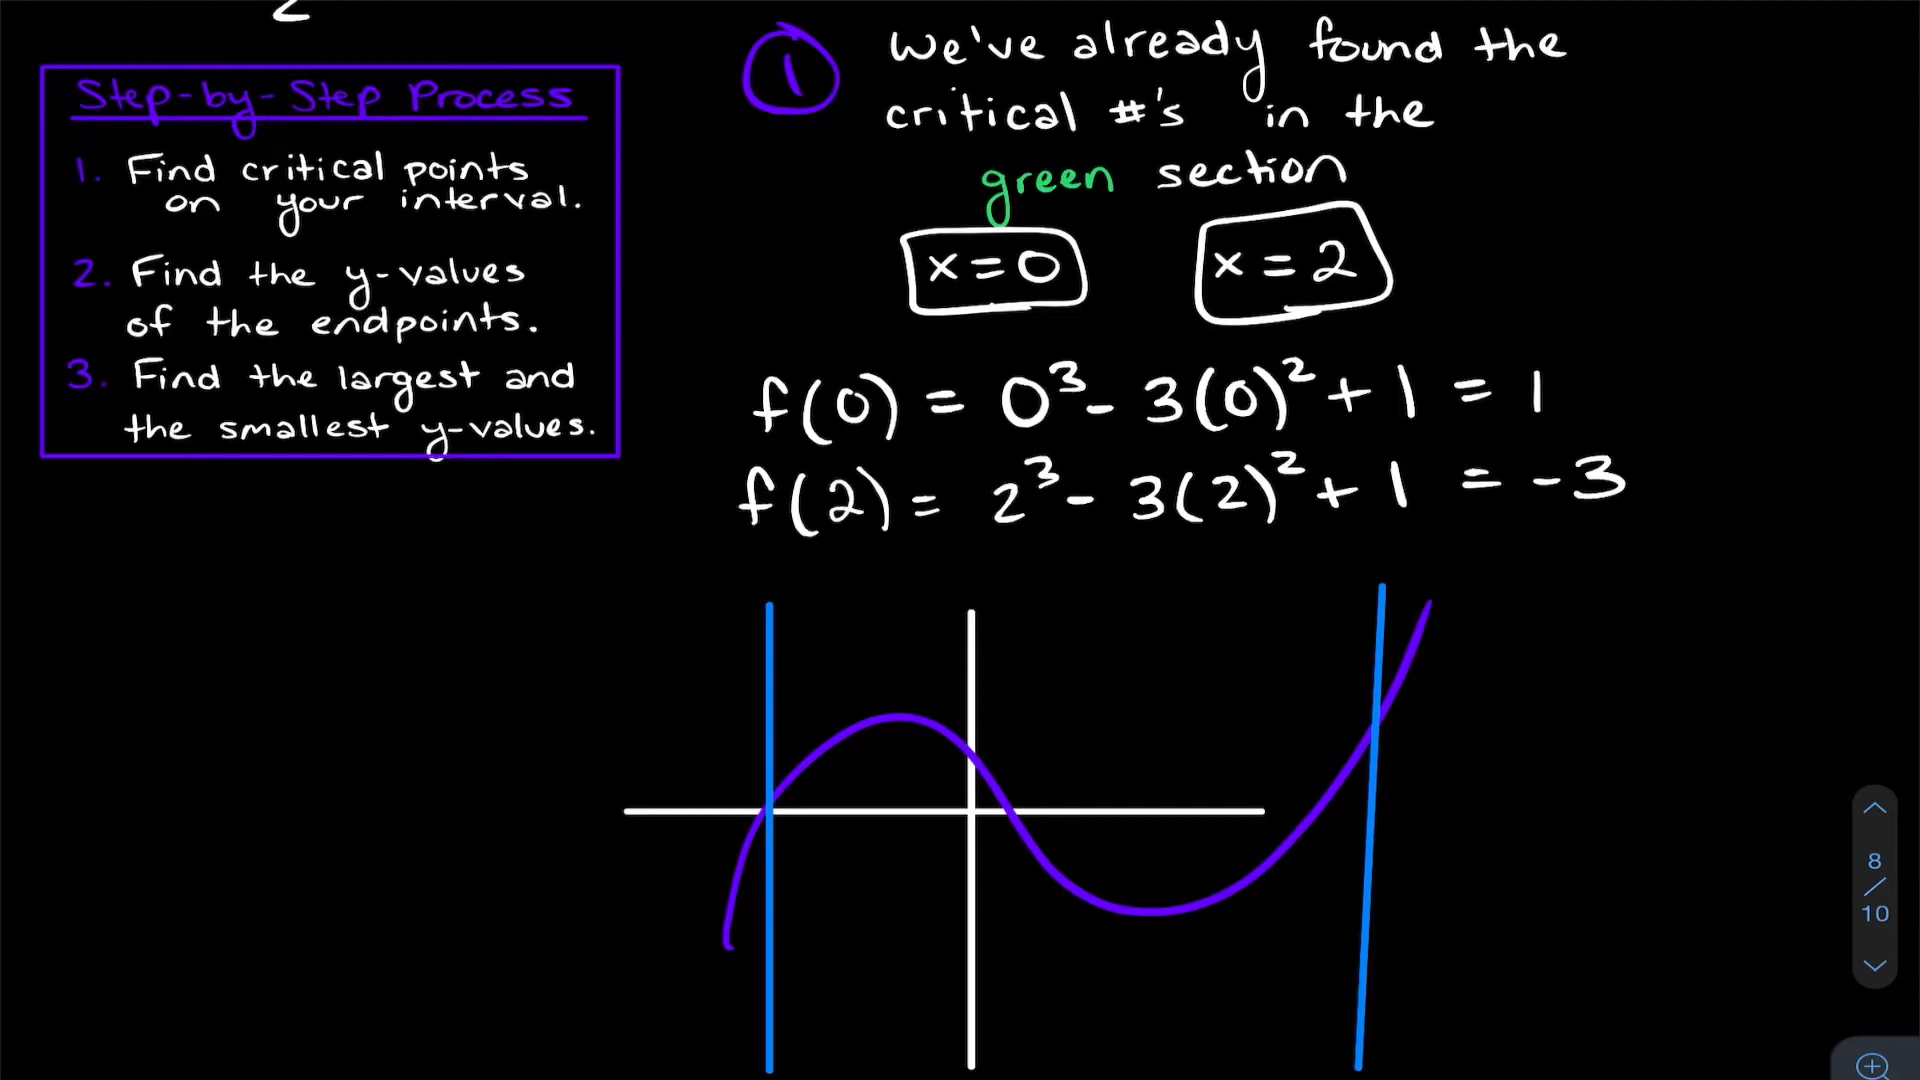 Step-by-Step Process
1. Find critical points
on your interval.
2. Find the y-values
of the endpoints.
3. Find the largest and
the smallest y-values.
1 We've already found the
critical #'s in the
green section
x = 0 x = 2
f(0) = 0³ - 3(0)² + 1 = 1
f(2) = 2³ - 3(2)² + 1 = -3
8
/
10